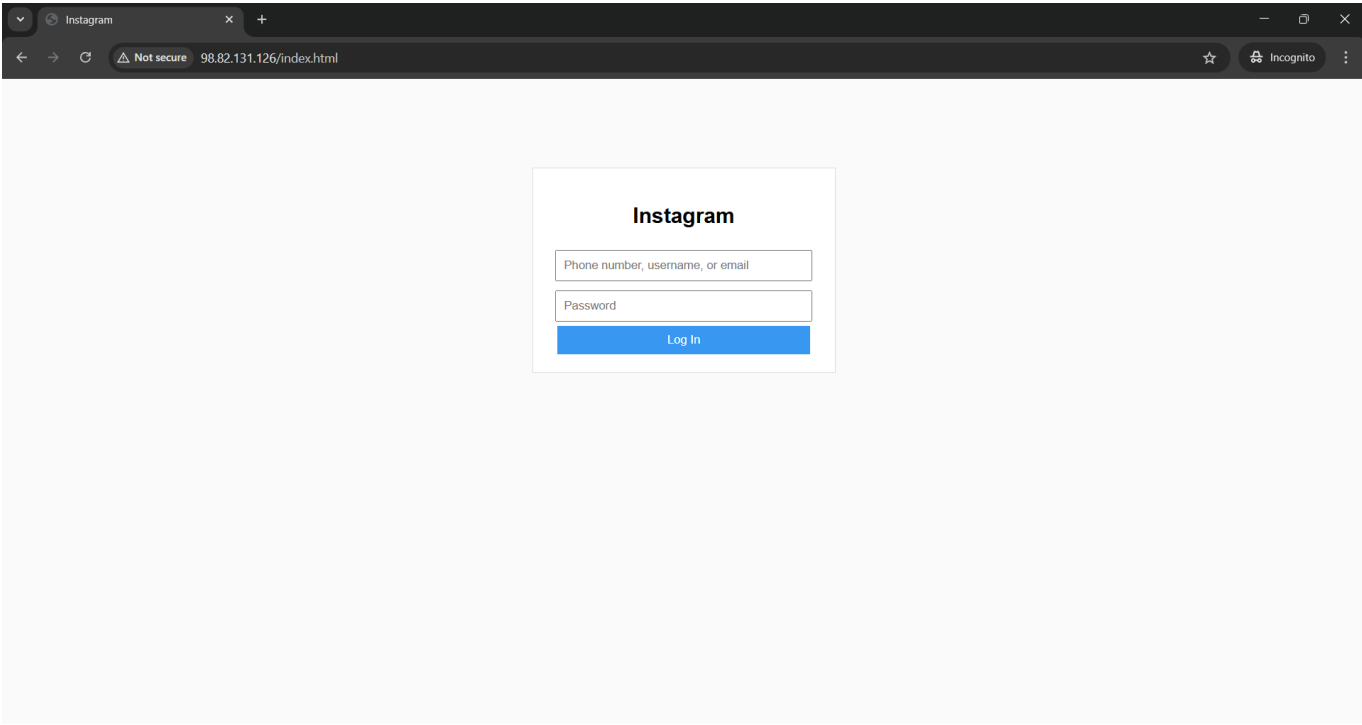 Instagram
Not secure 98.82.131.126/index.html
Incognito
Instagram
Phone number, username, or email
Password
Log In